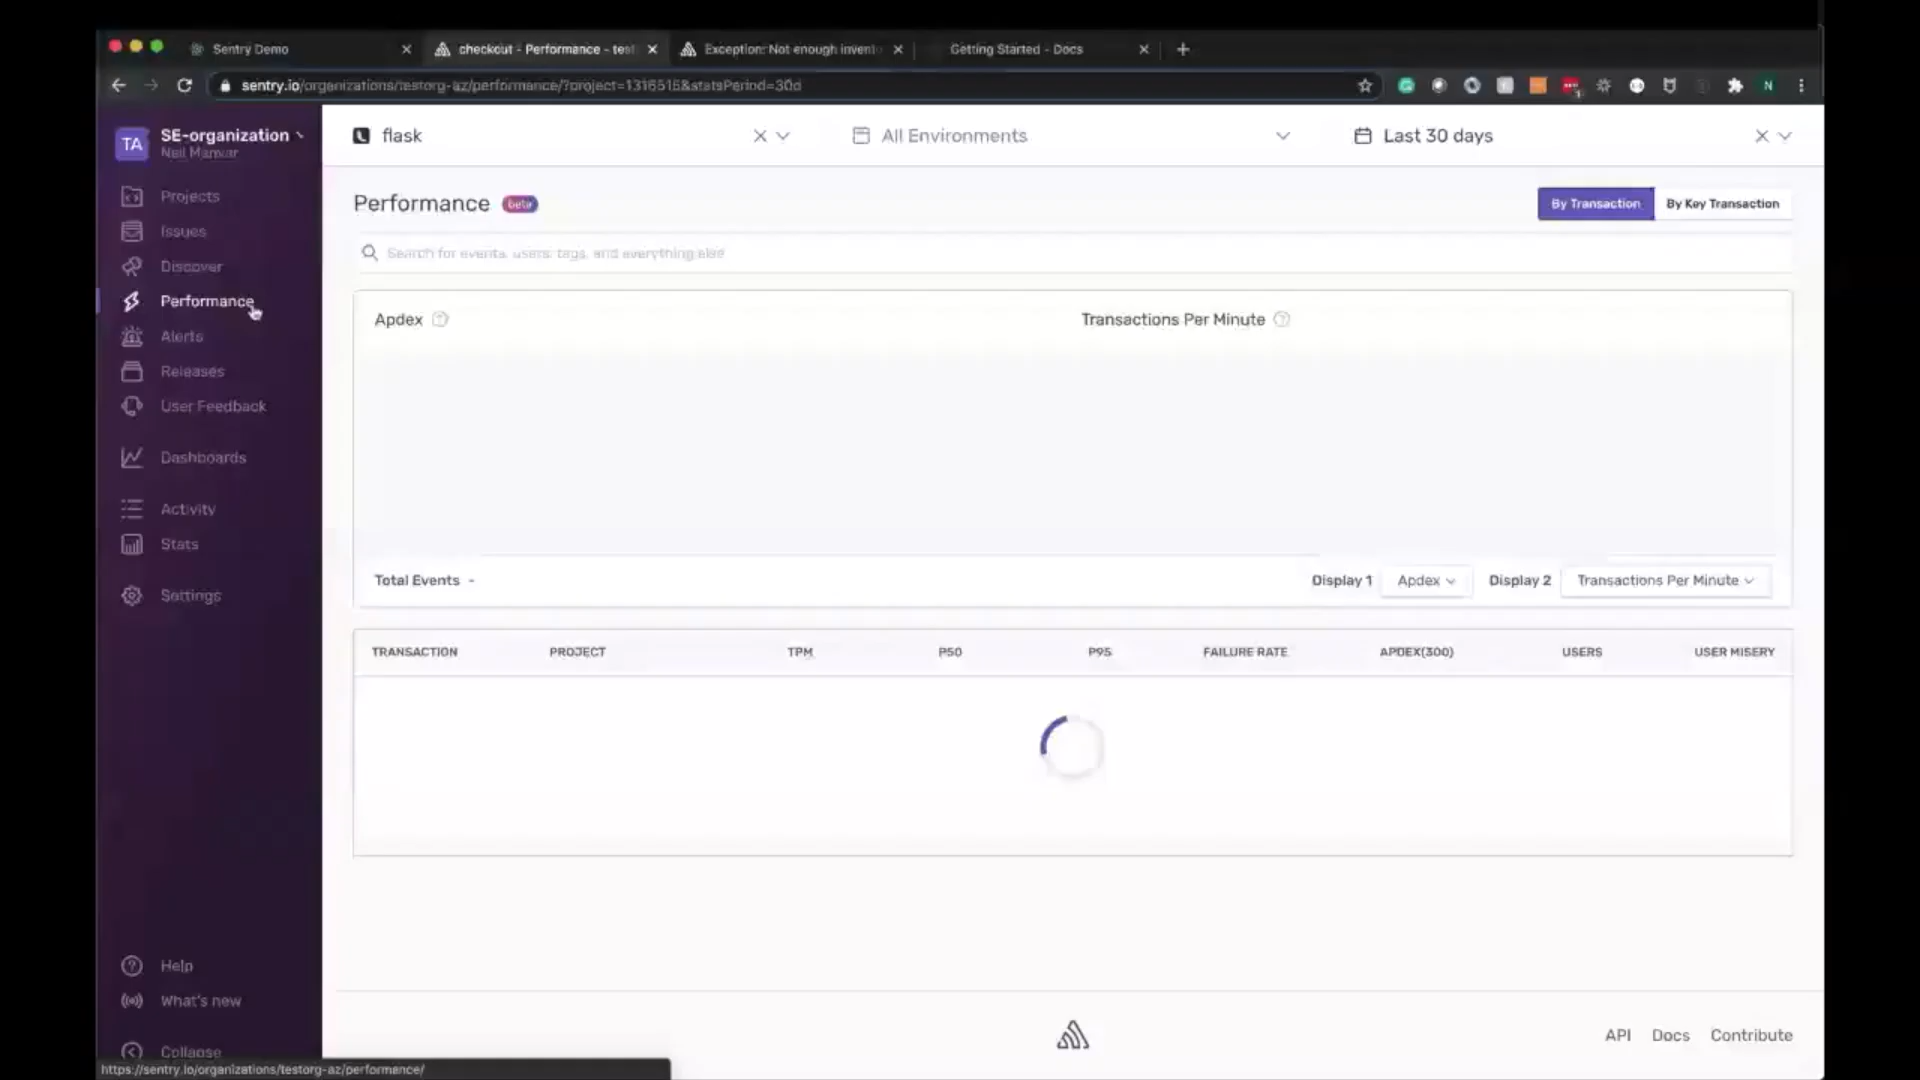 Sentry Demo
checkout - Performance - test
Exception: Not enough invent
Getting Started - Docs
sentry.io/organizations/testorg-az/performance/?project=1316515&statsPeriod=30d
N
TA
SE-organization
flask
All Environments
Last 30 days
Projects
Issues
Discover
Performance
Alerts
Releases
User Feedback
Dashboards
Activity
Stats
Settings
Help
What's new
Collapse
Performance
beta
By Transaction
By Key Transaction
Search for events, users, tags, and everything else
Apdex
Transactions Per Minute
Total Events -
Display 1
Apdex
Display 2
Transactions Per Minute
TRANSACTION
PROJECT
TPM
P50
P95
FAILURE RATE
APDEX(300)
USERS
USER MISERY
API
Docs
Contribute
https://sentry.io/organizations/testorg-az/performance/